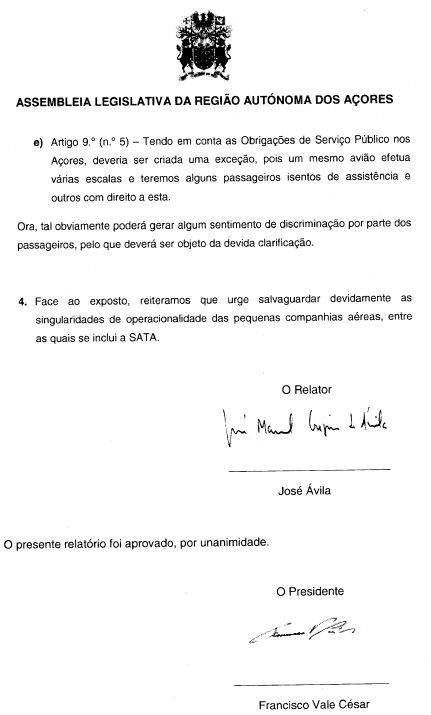 ASSEMBLEIA LEGISLATIVA DA REGIÃO AUTÓNOMA DOS AÇORES
e) Artigo 9.º (n.º 5) – Tendo em conta as Obrigações de Serviço Público nos
Açores, deveria ser criada uma exceção, pois um mesmo avião efetua
várias escalas e teremos alguns passageiros isentos de assistência e
outros com direito a esta.
Ora, tal obviamente poderá gerar algum sentimento de discriminação por parte dos
passageiros, pelo que deverá ser objeto da devida clarificação.
4. Face ao exposto, reiteramos que urge salvaguardar devidamente as
singularidades de operacionalidade das pequenas companhias aéreas, entre
as quais se inclui a SATA.
O Relator
José Manuel de Ávila
José Ávila
O presente relatório foi aprovado, por unanimidade.
O Presidente
Francisco Vale César